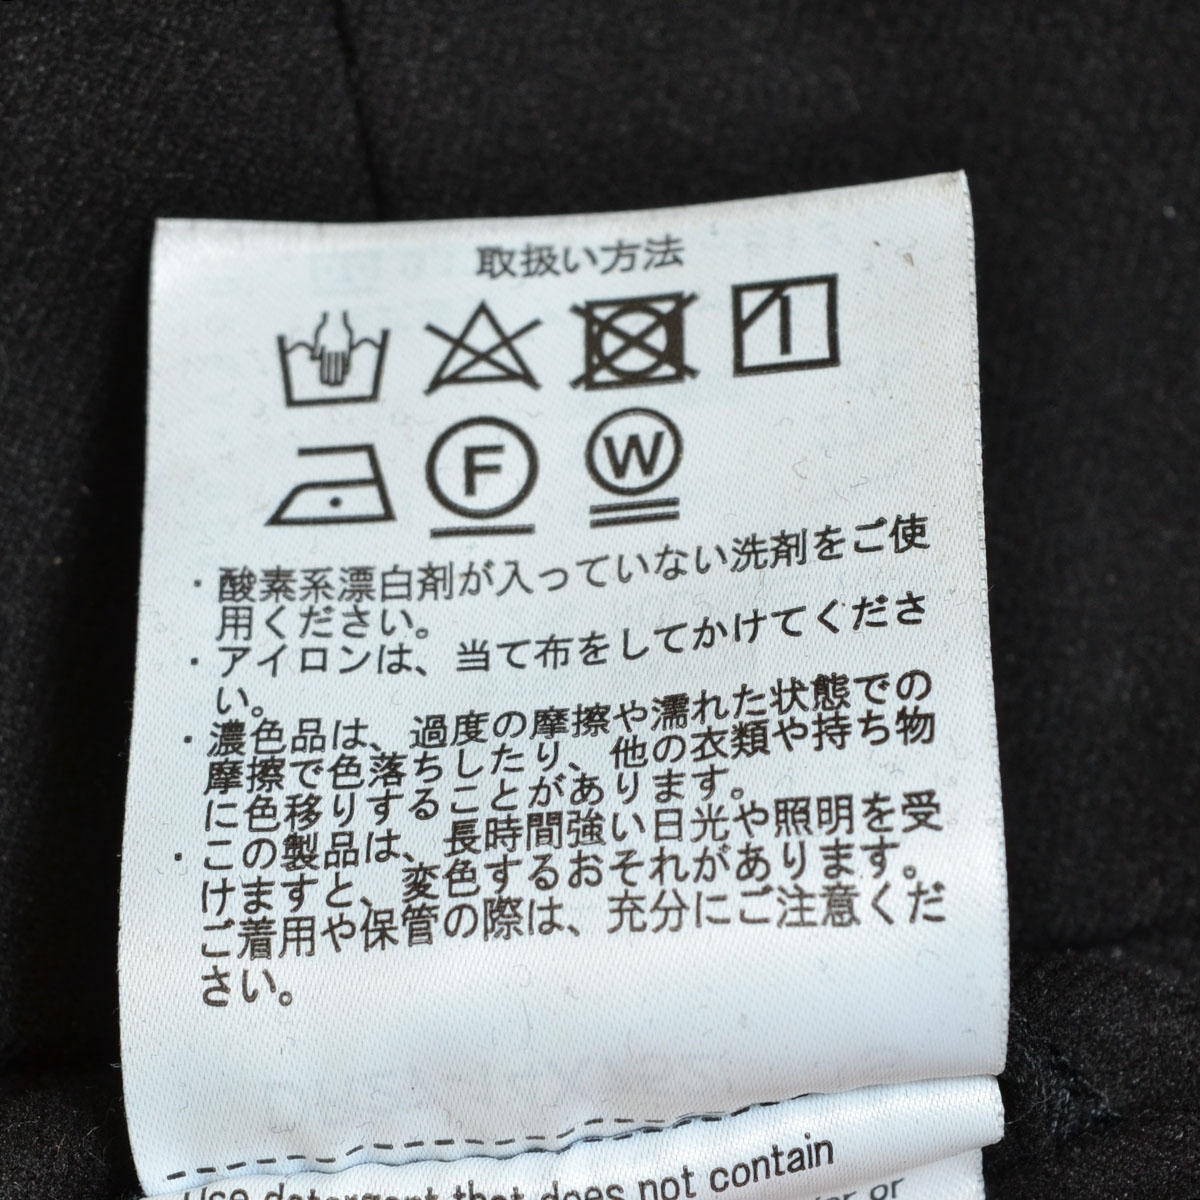 取扱い方法
F W
・酸素系漂白剤が入っていない洗剤をご使
用ください。
・アイロンは、当て布をしてかけてくださ
い。
・濃色品は、過度の摩擦や濡れた状態での
摩擦で色落ちしたり、他の衣類や持ち物
に色移りすることがあります。
・この製品は、長時間強い日光や照明を受
けますと、変色するおそれがあります。
ご着用や保管の際は、充分にご注意くだ
さい。
Use detergent that does not contain
or